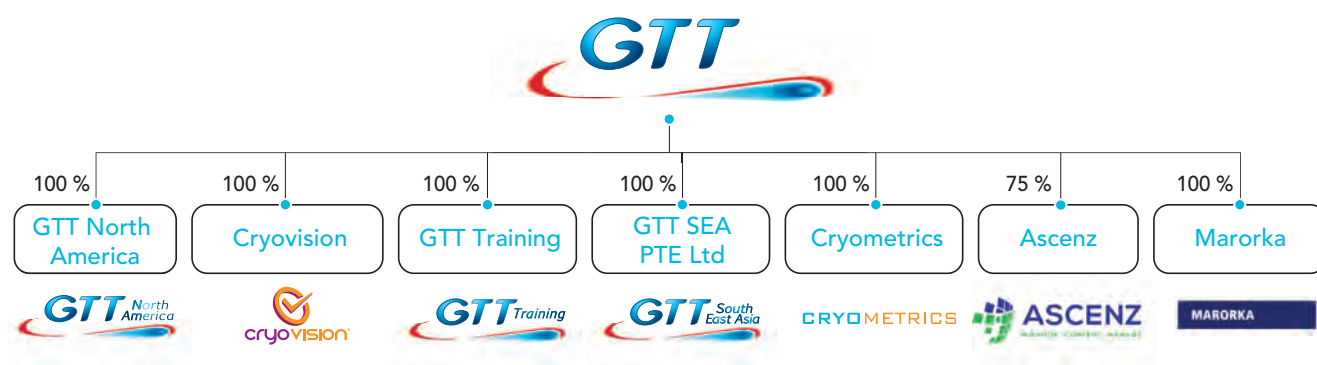 GTT
100 %
100 %
100 %
100 %
100 %
75 %
100 %
GTT North
America
Cryovision
GTT Training
GTT SEA
PTE Ltd
Cryometrics
Ascenz
Marorka
GTT North
America
cryovision
GTT Training
GTT South
East Asia
CRYOMETRICS
ASCENZ
MARORKA